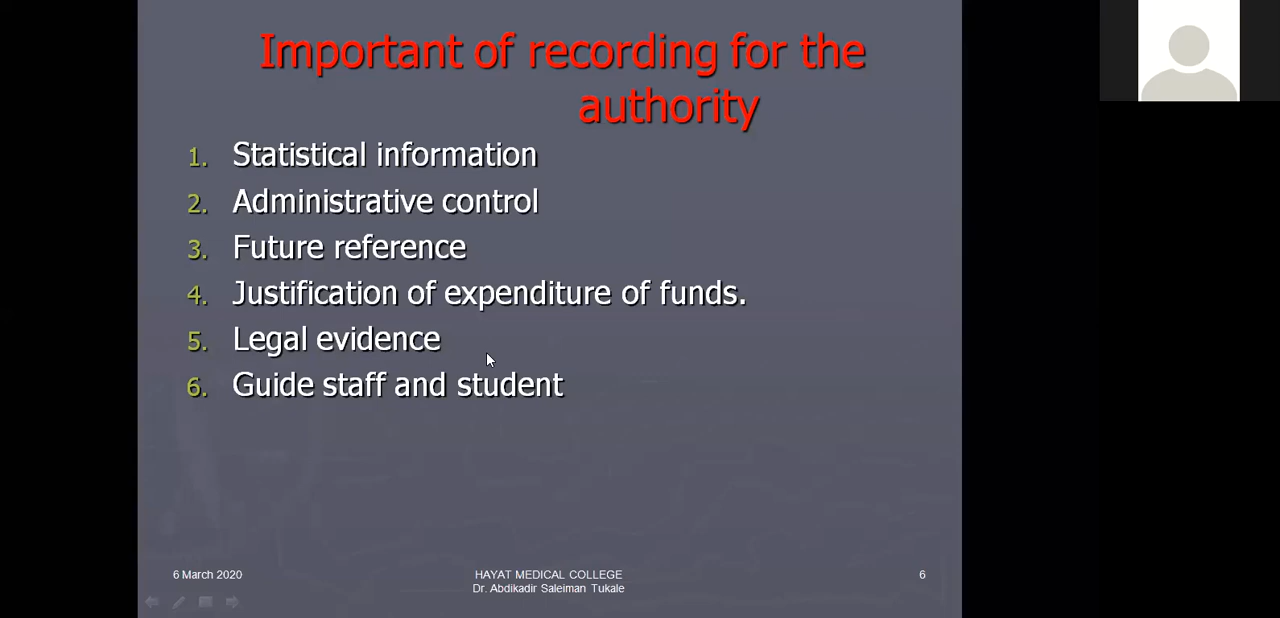 Important of recording for the
authority
1. Statistical information
2. Administrative control
3. Future reference
4. Justification of expenditure of funds.
5. Legal evidence
6. Guide staff and student
6 March 2020
HAYAT MEDICAL COLLEGE
Dr. Abdikadir Saleiman Tukale
6